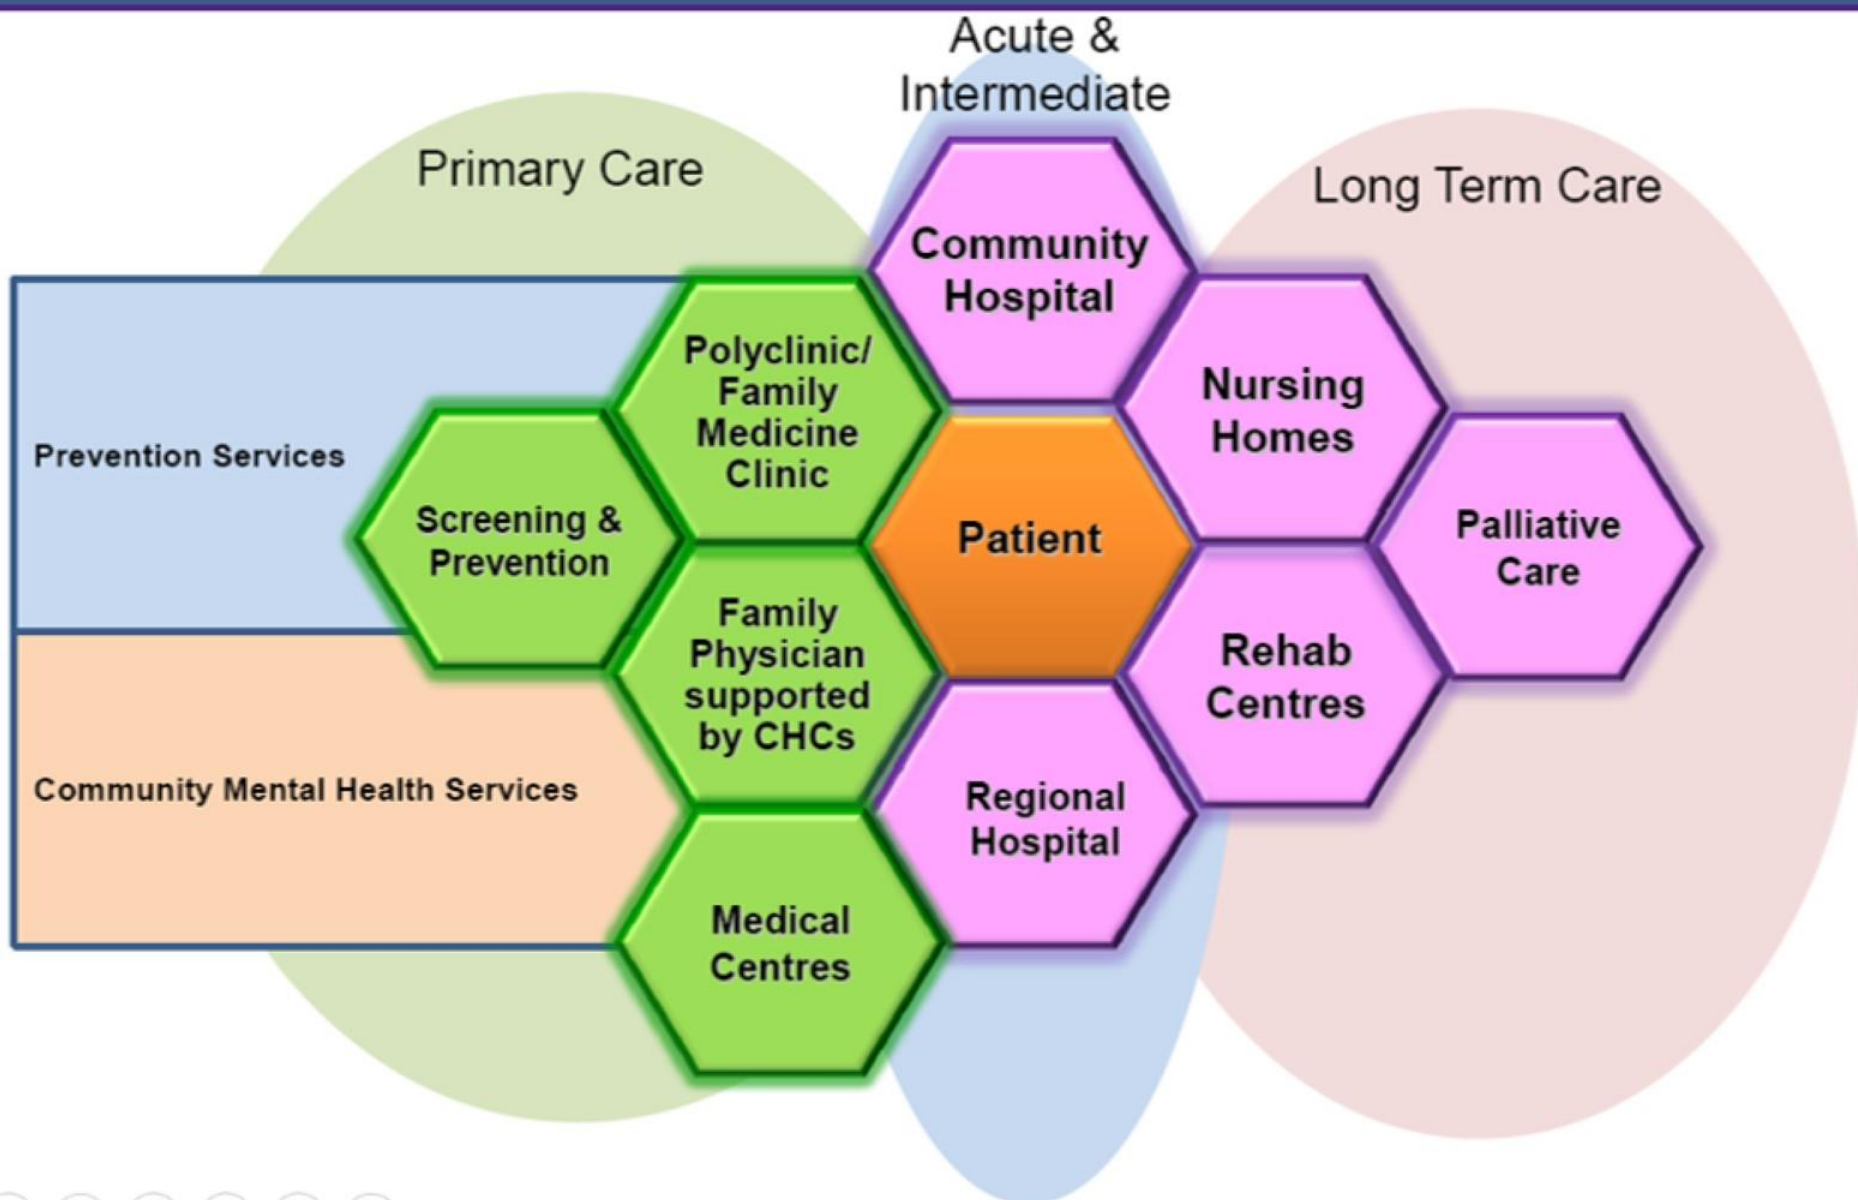 Acute &
Intermediate
Primary Care
Long Term Care
Community
Hospital
Polyclinic/
Family
Medicine
Clinic
Nursing
Homes
Prevention Services
Screening &
Prevention
Patient
Palliative
Care
Family
Physician
supported
by CHCs
Rehab
Centres
Community Mental Health Services
Regional
Hospital
Medical
Centres